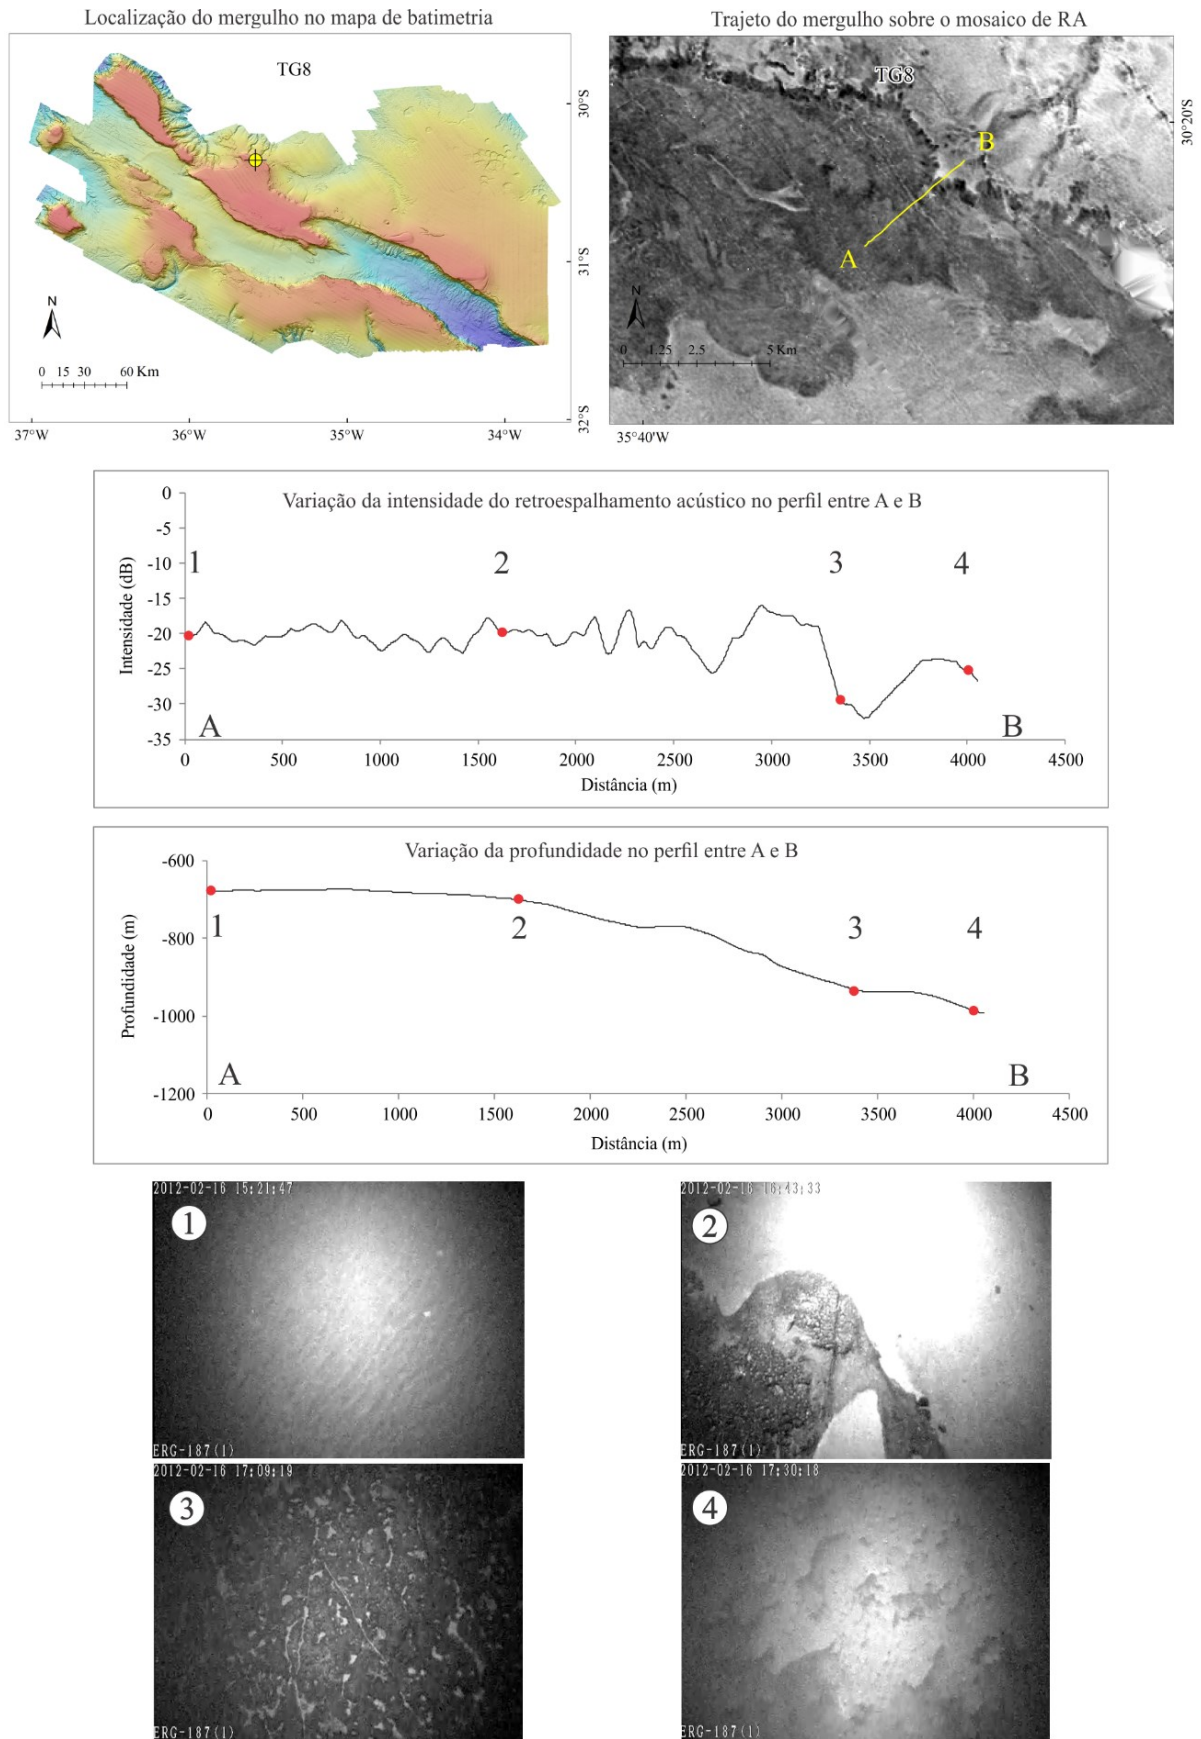 Localização do mergulho no mapa de batimetria
TG8
30°S
31°S
32°S
N
0 15 30 60 Km
37°W 36°W 35°W 34°W
Trajeto do mergulho sobre o mosaico de RA
TG8
B
A
30°20'S
N
0 1.25 2.5 5 Km
35°40'W
Variação da intensidade do retroespalhamento acústico no perfil entre A e B
Intensidade (dB)
0
-5
-10
-15
-20
-25
-30
-35
1 2 3 4
A B
0 500 1000 1500 2000 2500 3000 3500 4000 4500
Distância (m)
Variação da profundidade no perfil entre A e B
Profundidade (m)
-600
-800
-1000
-1200
1 2 3 4
A B
0 500 1000 1500 2000 2500 3000 3500 4000 4500
Distância (m)
2012-02-16 15:21:47
1
ERG-187(1)
2012-02-16 16:43:33
2
ERG-187(1)
2012-02-16 17:09:19
3
ERG-187(1)
2012-02-16 17:30:18
4
ERG-187(1)